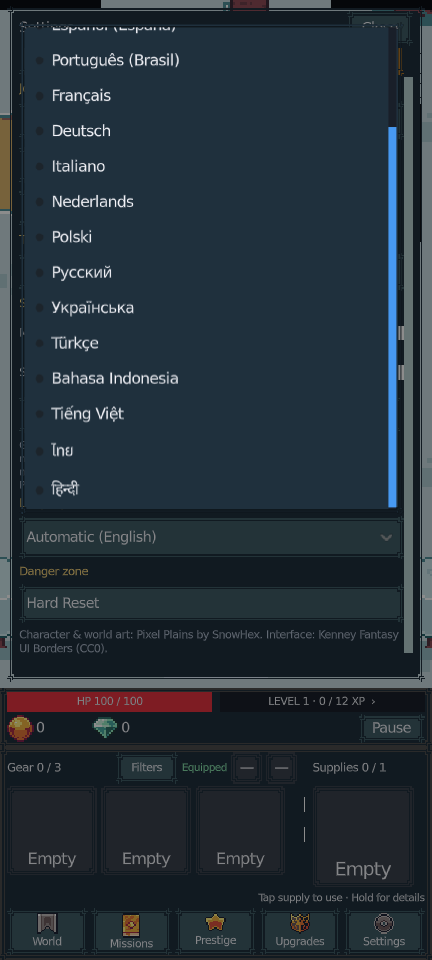 Español (España)
Português (Brasil)
Français
Deutsch
Italiano
Nederlands
Polski
Русский
Українська
Türkçe
Bahasa Indonesia
Tiếng Việt
ไทย
हिन्दी
Automatic (English)
Danger zone
Hard Reset
Character & world art: Pixel Plains by SnowHex. Interface: Kenney Fantasy
UI Borders (CC0).
HP 100 / 100
LEVEL 1 · 0 / 12 XP ›
0
0
Pause
Gear 0 / 3
Filters
Equipped
—
—
Supplies 0 / 1
Empty
Empty
Empty
Empty
Tap supply to use · Hold for details
World
Missions
Prestige
Upgrades
Settings